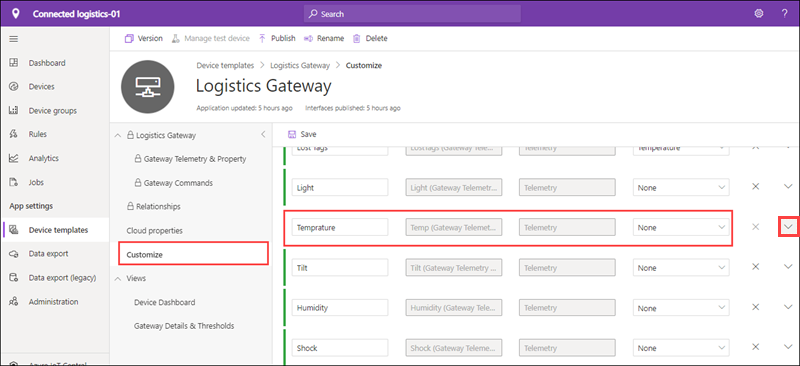 Connected logistics-01
Search
?
Version
Manage test device
Publish
Rename
Delete
Dashboard
Devices
Device groups
Rules
Analytics
Jobs
App settings
Device templates
Data export
Data export (legacy)
Administration
Azure IoT Central
Device templates > Logistics Gateway > Customize
Logistics Gateway
Application updated: 5 hours ago Interfaces published: 5 hours ago
Logistics Gateway
Gateway Telemetry & Property
Gateway Commands
Relationships
Cloud properties
Customize
Views
Device Dashboard
Gateway Details & Thresholds
Save
Lost Tags LostTags (Gateway Tele... Telemetry Temperature
Light Light (Gateway Telemetr... Telemetry None
Temprature Temp (Gateway Telemet... Telemetry None
Tilt Tilt (Gateway Telemetry ... Telemetry None
Humidity Humidity (Gateway Tele... Telemetry None
Shock Shock (Gateway Teleme... Telemetry None